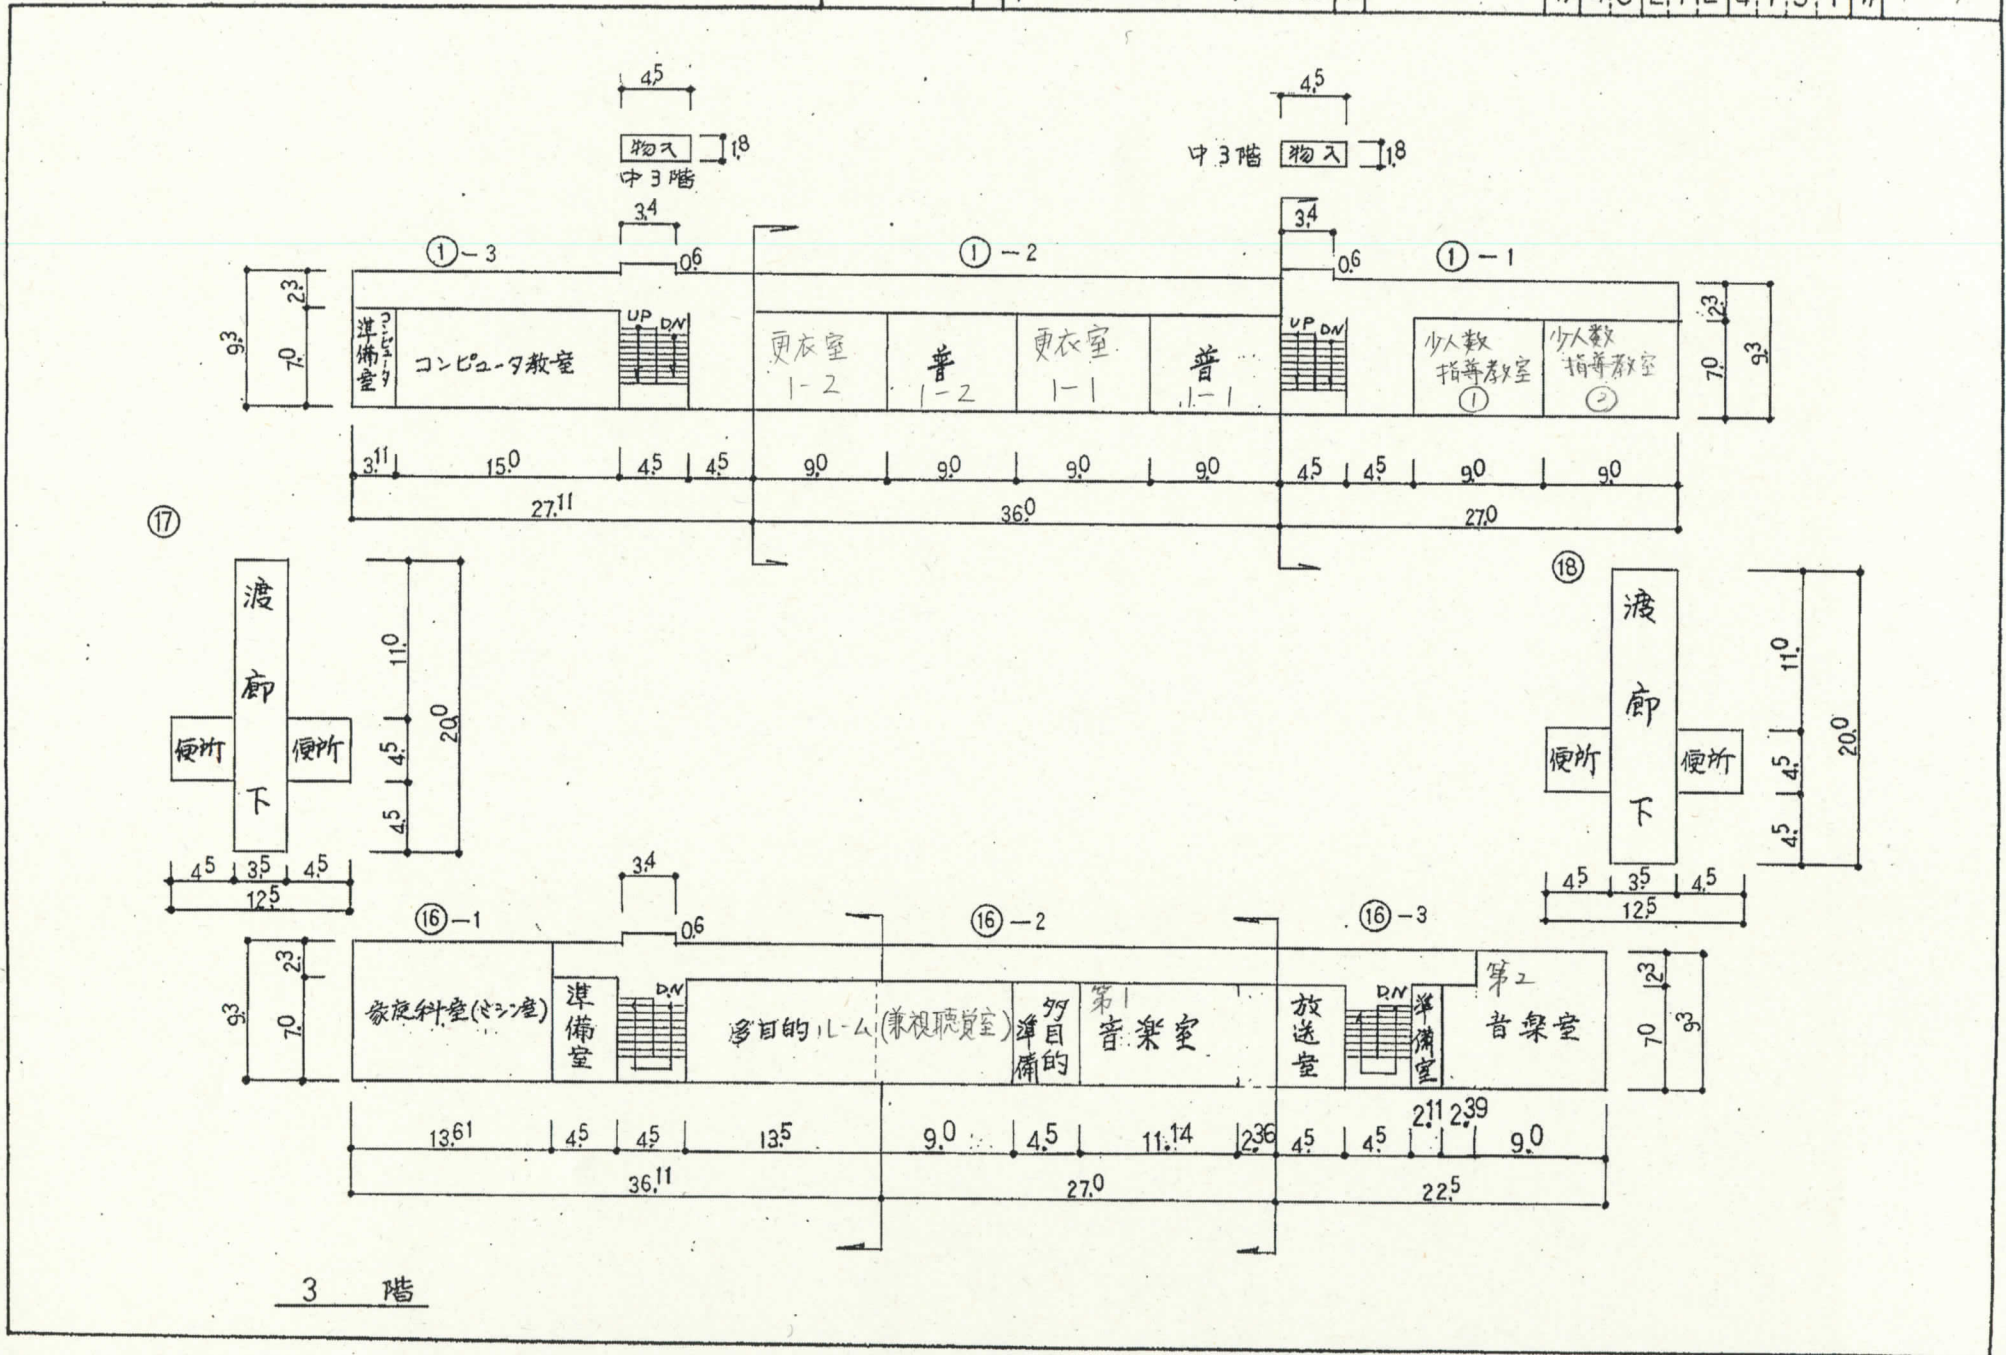 4.5
4.5
物入
1.8
中3階
中3階
物入
1.8
3.4
3.4
①-3
0.6
①-2
0.6
①-1
9.3
2.3
7.0
コンピュータ
準備室
コンピュータ教室
UP
DN
更衣室
1-2
普
1-2
更衣室
1-1
普
1-1
UP
DN
少人数
指導教室
①
少人数
指導教室
②
2.3
7.0
9.3
3.11
15.0
4.5
4.5
9.0
9.0
9.0
9.0
4.5
4.5
9.0
9.0
27.11
36.0
27.0
⑰
渡廊下
便所
便所
11.0
4.5
4.5
20.0
4.5
3.5
4.5
12.5
⑱
渡廊下
便所
便所
11.0
4.5
4.5
20.0
4.5
3.5
4.5
12.5
3.4
⑯-1
0.6
⑯-2
⑯-3
9.3
2.3
7.0
家庭科室(ミシン室)
準備室
DN
多目的ルーム(兼視聴覚室)
多目的
準備
第1
音楽室
放送室
DN
準備室
第2
音楽室
2.3
7.0
9.3
13.61
4.5
4.5
13.5
9.0
4.5
11.14
2.36
4.5
4.5
2.11
2.39
9.0
36.11
27.0
22.5
3 階